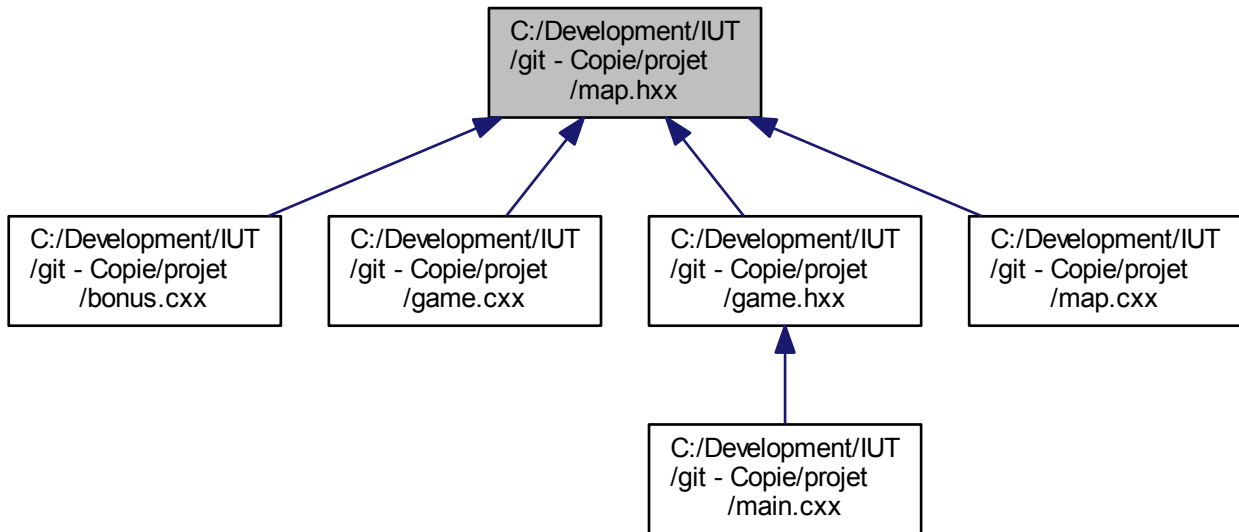 C:/Development/IUT
/git - Copie/projet
/map.hxx
C:/Development/IUT
/git - Copie/projet
/bonus.cxx
C:/Development/IUT
/git - Copie/projet
/game.cxx
C:/Development/IUT
/git - Copie/projet
/game.hxx
C:/Development/IUT
/git - Copie/projet
/map.cxx
C:/Development/IUT
/git - Copie/projet
/main.cxx